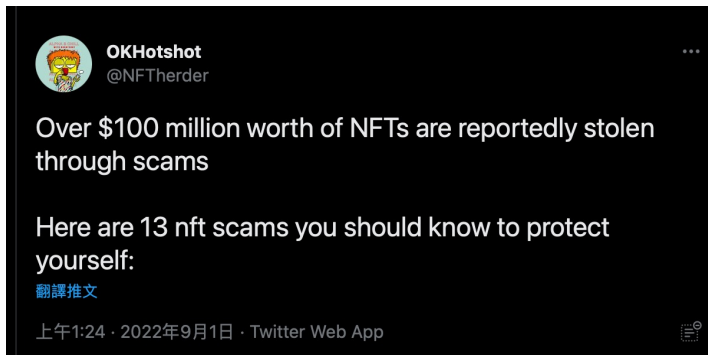 OKHotshot
@NFTherder
Over $100 million worth of NFTs are reportedly stolen
through scams
Here are 13 nft scams you should know to protect
yourself:
翻譯推文
上午1:24 · 2022年9月1日 · Twitter Web App